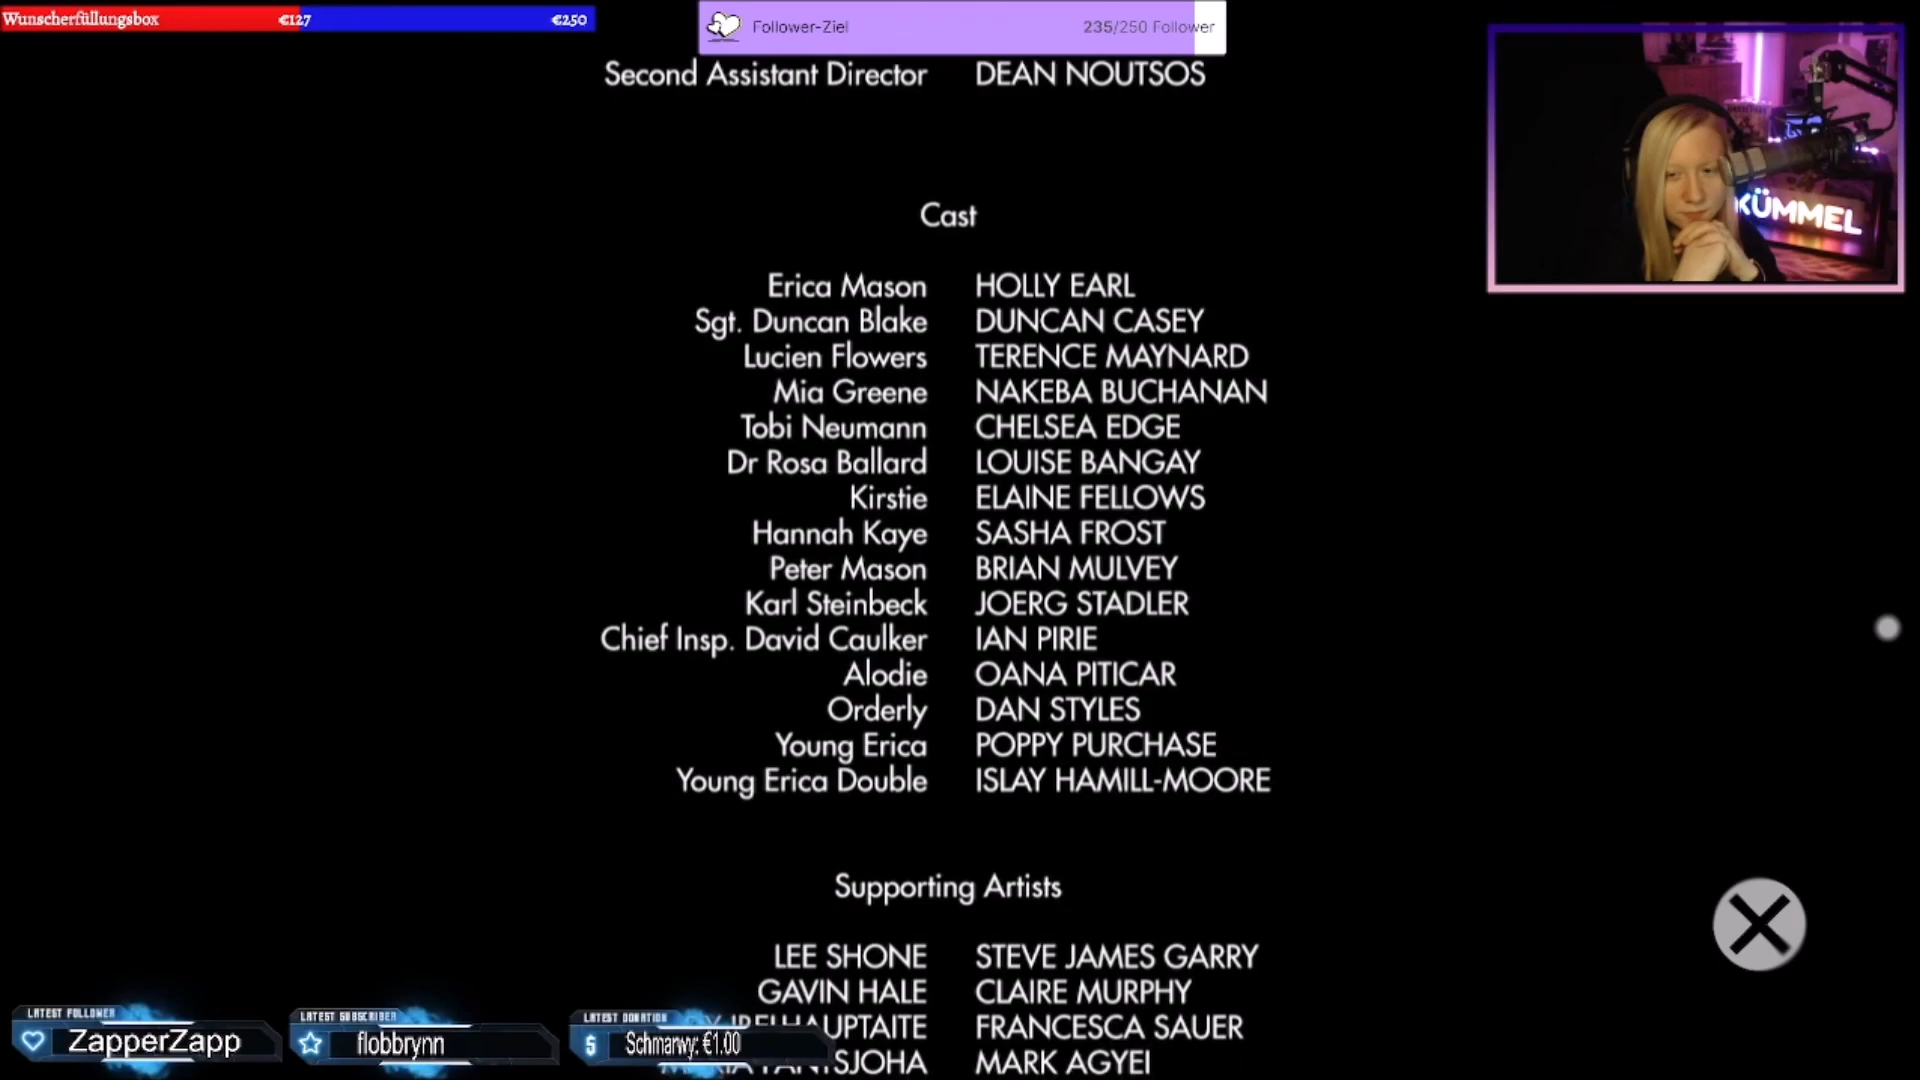 Wunscherfüllungsbox €127 €250
Follower-Ziel 235/250 Follower
Second Assistant Director DEAN NOUTSOS
KÜMMEL
Cast
Erica Mason HOLLY EARL
Sgt. Duncan Blake DUNCAN CASEY
Lucien Flowers TERENCE MAYNARD
Mia Greene NAKEBA BUCHANAN
Tobi Neumann CHELSEA EDGE
Dr Rosa Ballard LOUISE BANGAY
Kirstie ELAINE FELLOWS
Hannah Kaye SASHA FROST
Peter Mason BRIAN MULVEY
Karl Steinbeck JOERG STADLER
Chief Insp. David Caulker IAN PIRIE
Alodie OANA PITICAR
Orderly DAN STYLES
Young Erica POPPY PURCHASE
Young Erica Double ISLAY HAMILL-MOORE
Supporting Artists
LEE SHONE STEVE JAMES GARRY
GAVIN HALE CLAIRE MURPHY
FRANCESCA SAUER
MARK AGYEI
LATEST FOLLOWER
ZapperZapp
LATEST SUBSCRIBER
flobbrynn
LATEST DONATION
$ Schmarwy: €1.00